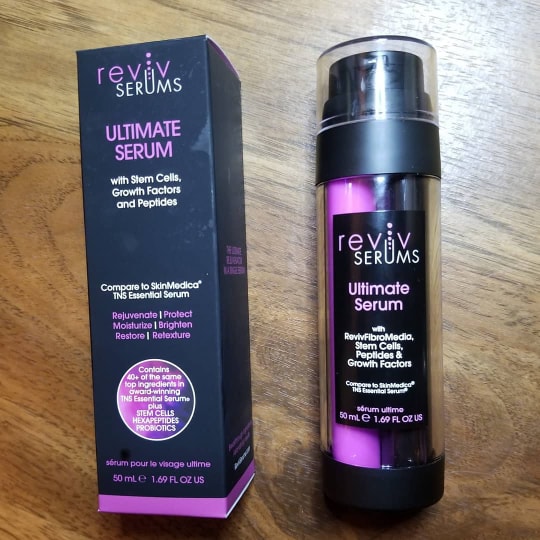 reviv
SERUMS
ULTIMATE
SERUM
with Stem Cells,
Growth Factors
and Peptides
Compare to SkinMedica®
TNS Essential Serum
Rejuvenate | Protect
Moisturize | Brighten
Restore | Retexture
Contains
40+ of the same
top ingredients in
award-winning
TNS Essential Serum®
plus
STEM CELLS
HEXAPEPTIDES
PROBIOTICS
sérum pour le visage ultime
50 mL ℮ 1.69 FL OZ US
THE ULTIMATE
IN A SINGLE
reviv
SERUMS
Ultimate
Serum
with
RevivFibroMedia,
Stem Cells,
Peptides &
Growth Factors
Compare to SkinMedica®
TNS Essential Serum®
sérum ultime
50 mL ℮ 1.69 FL OZ US